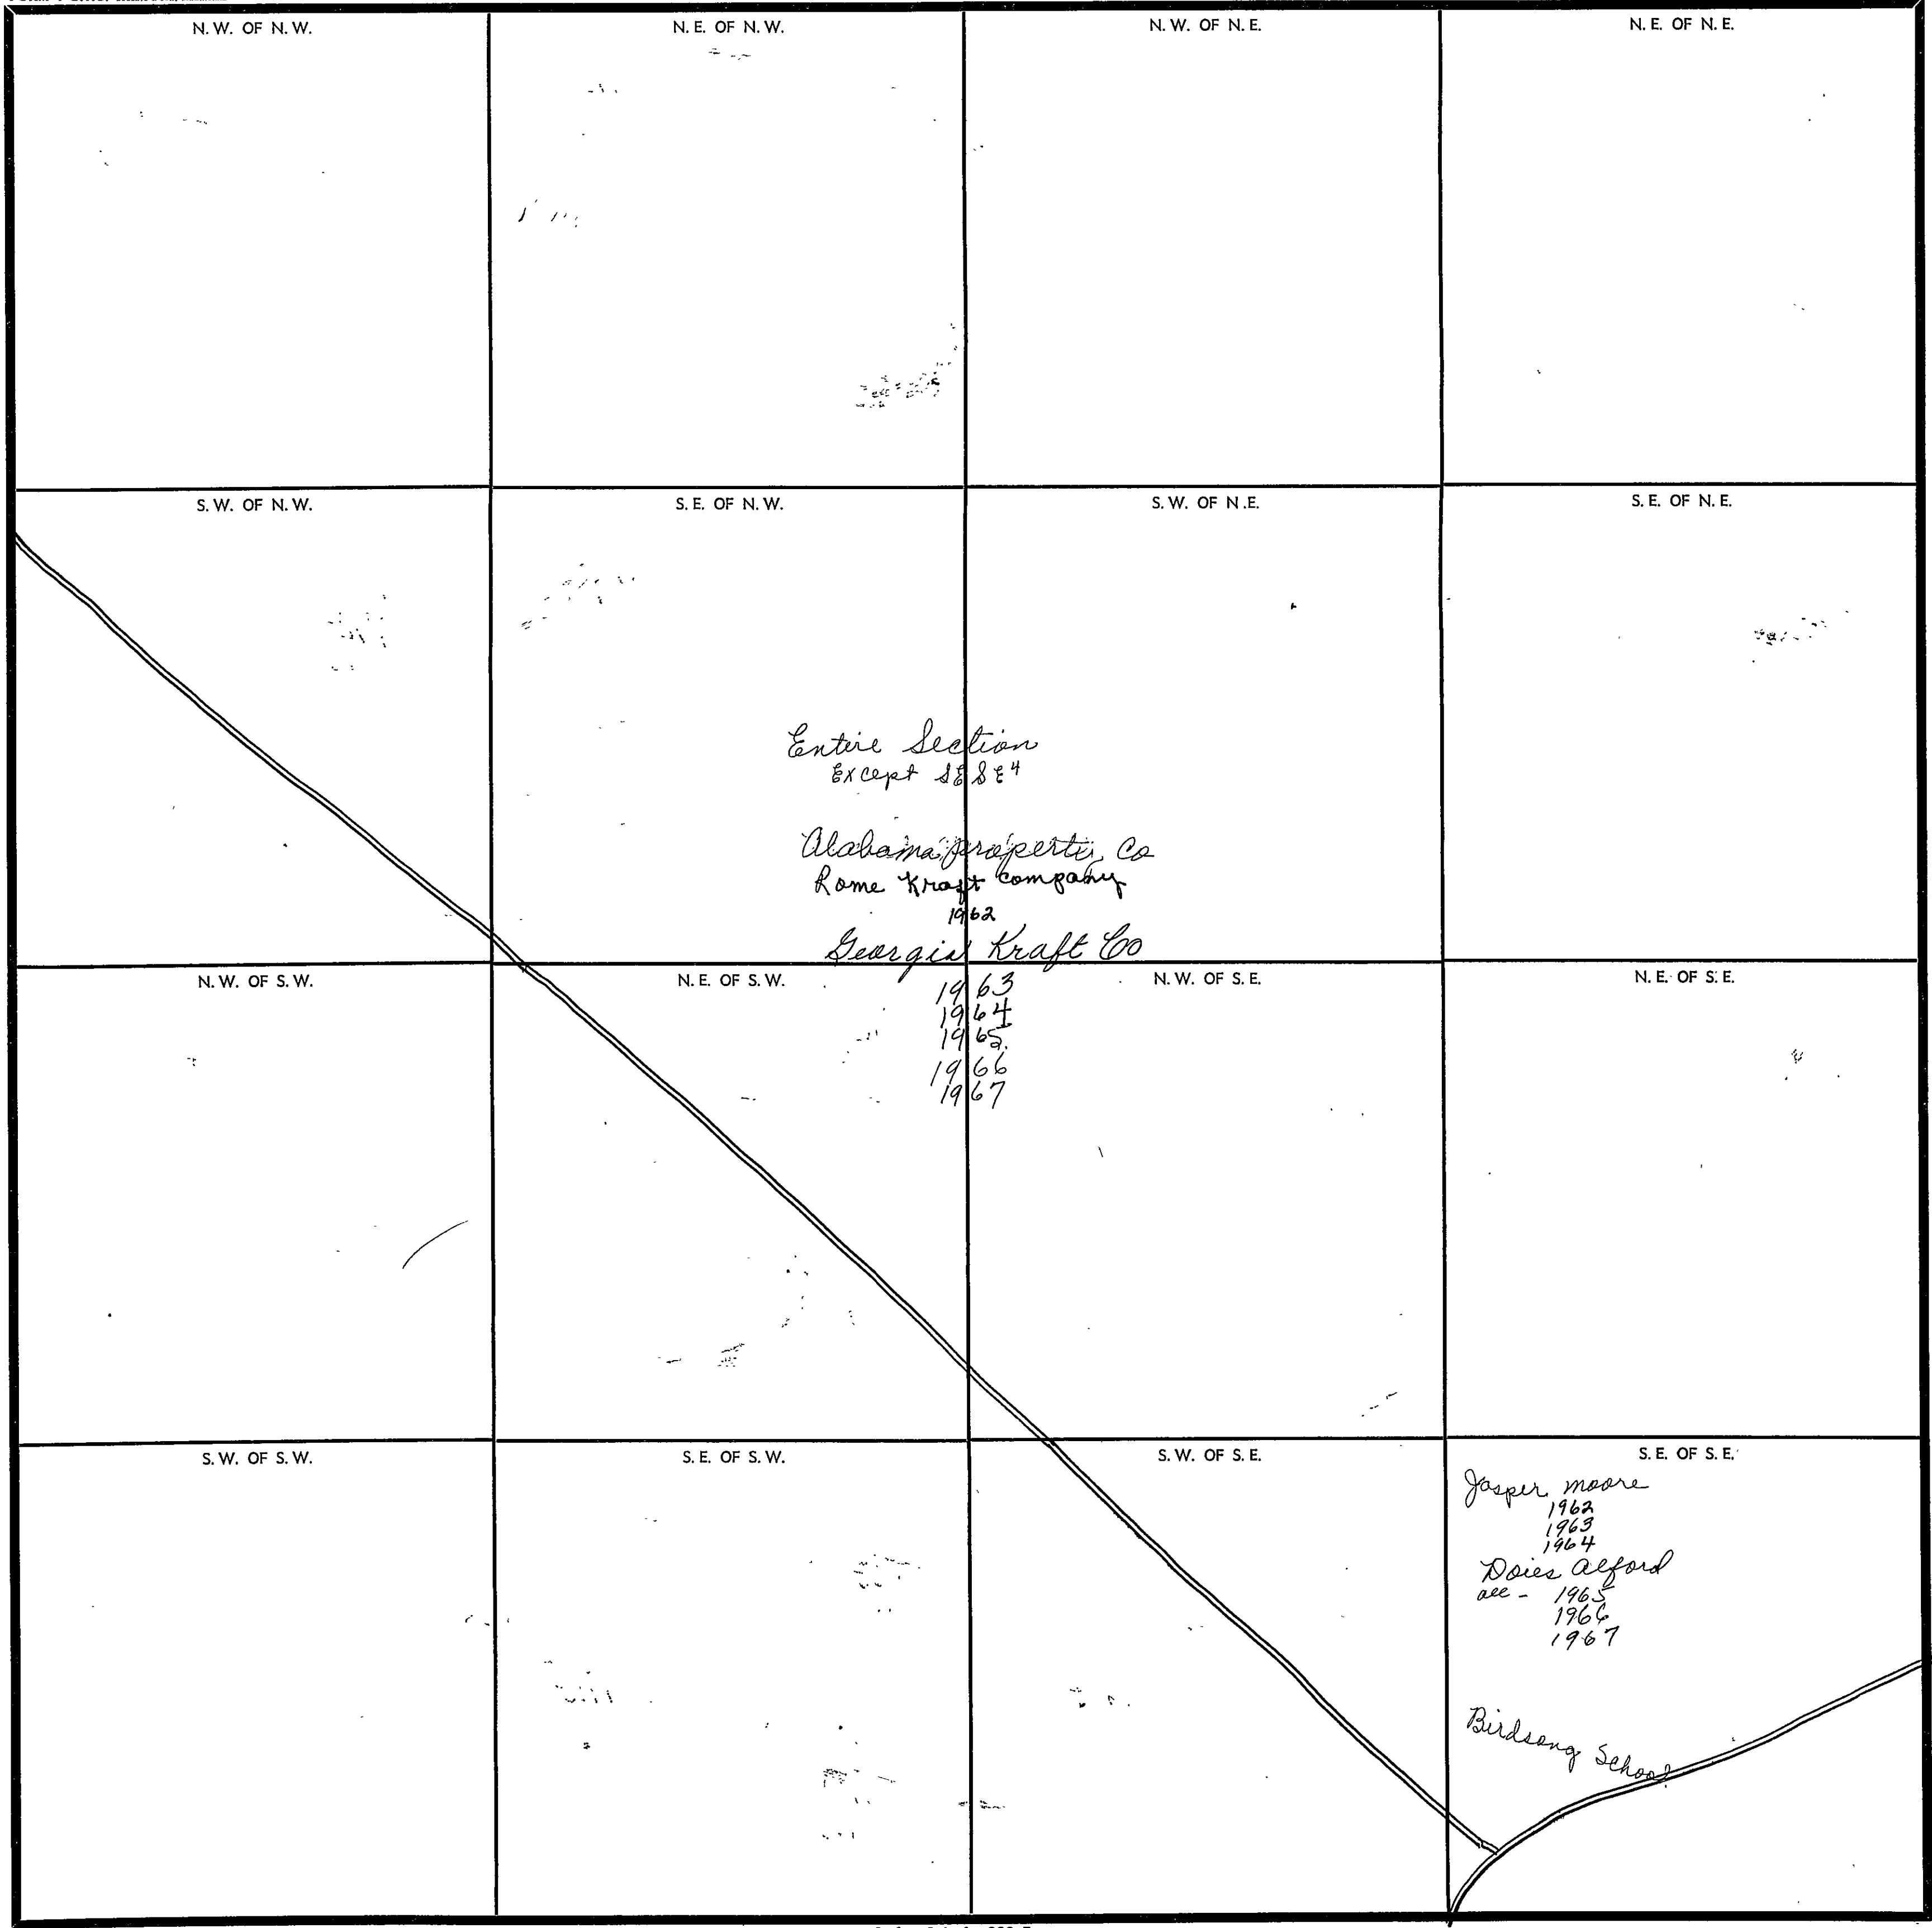 N. W. OF N. W.
N. E. OF N. W.
N. W. OF N. E.
N. E. OF N. E.
S. W. OF N. W.
S. E. OF N. W.
S. W. OF N .E.
S. E. OF N. E.
Entire Section
Except SESE4
Alabama property Co
Rome Kraft Company
1962
Georgia Kraft Co
N. W. OF S. W.
N. E. OF S. W.
N. W. OF S. E.
N. E. OF S. E.
1963
1964
1965
1966
1967
S. W. OF S. W.
S. E. OF S. W.
S. W. OF S. E.
S. E. OF S. E.
Jasper Moore
1962
1963
1964
Doies Alford
all - 1965
1966
1967
Birdsong School